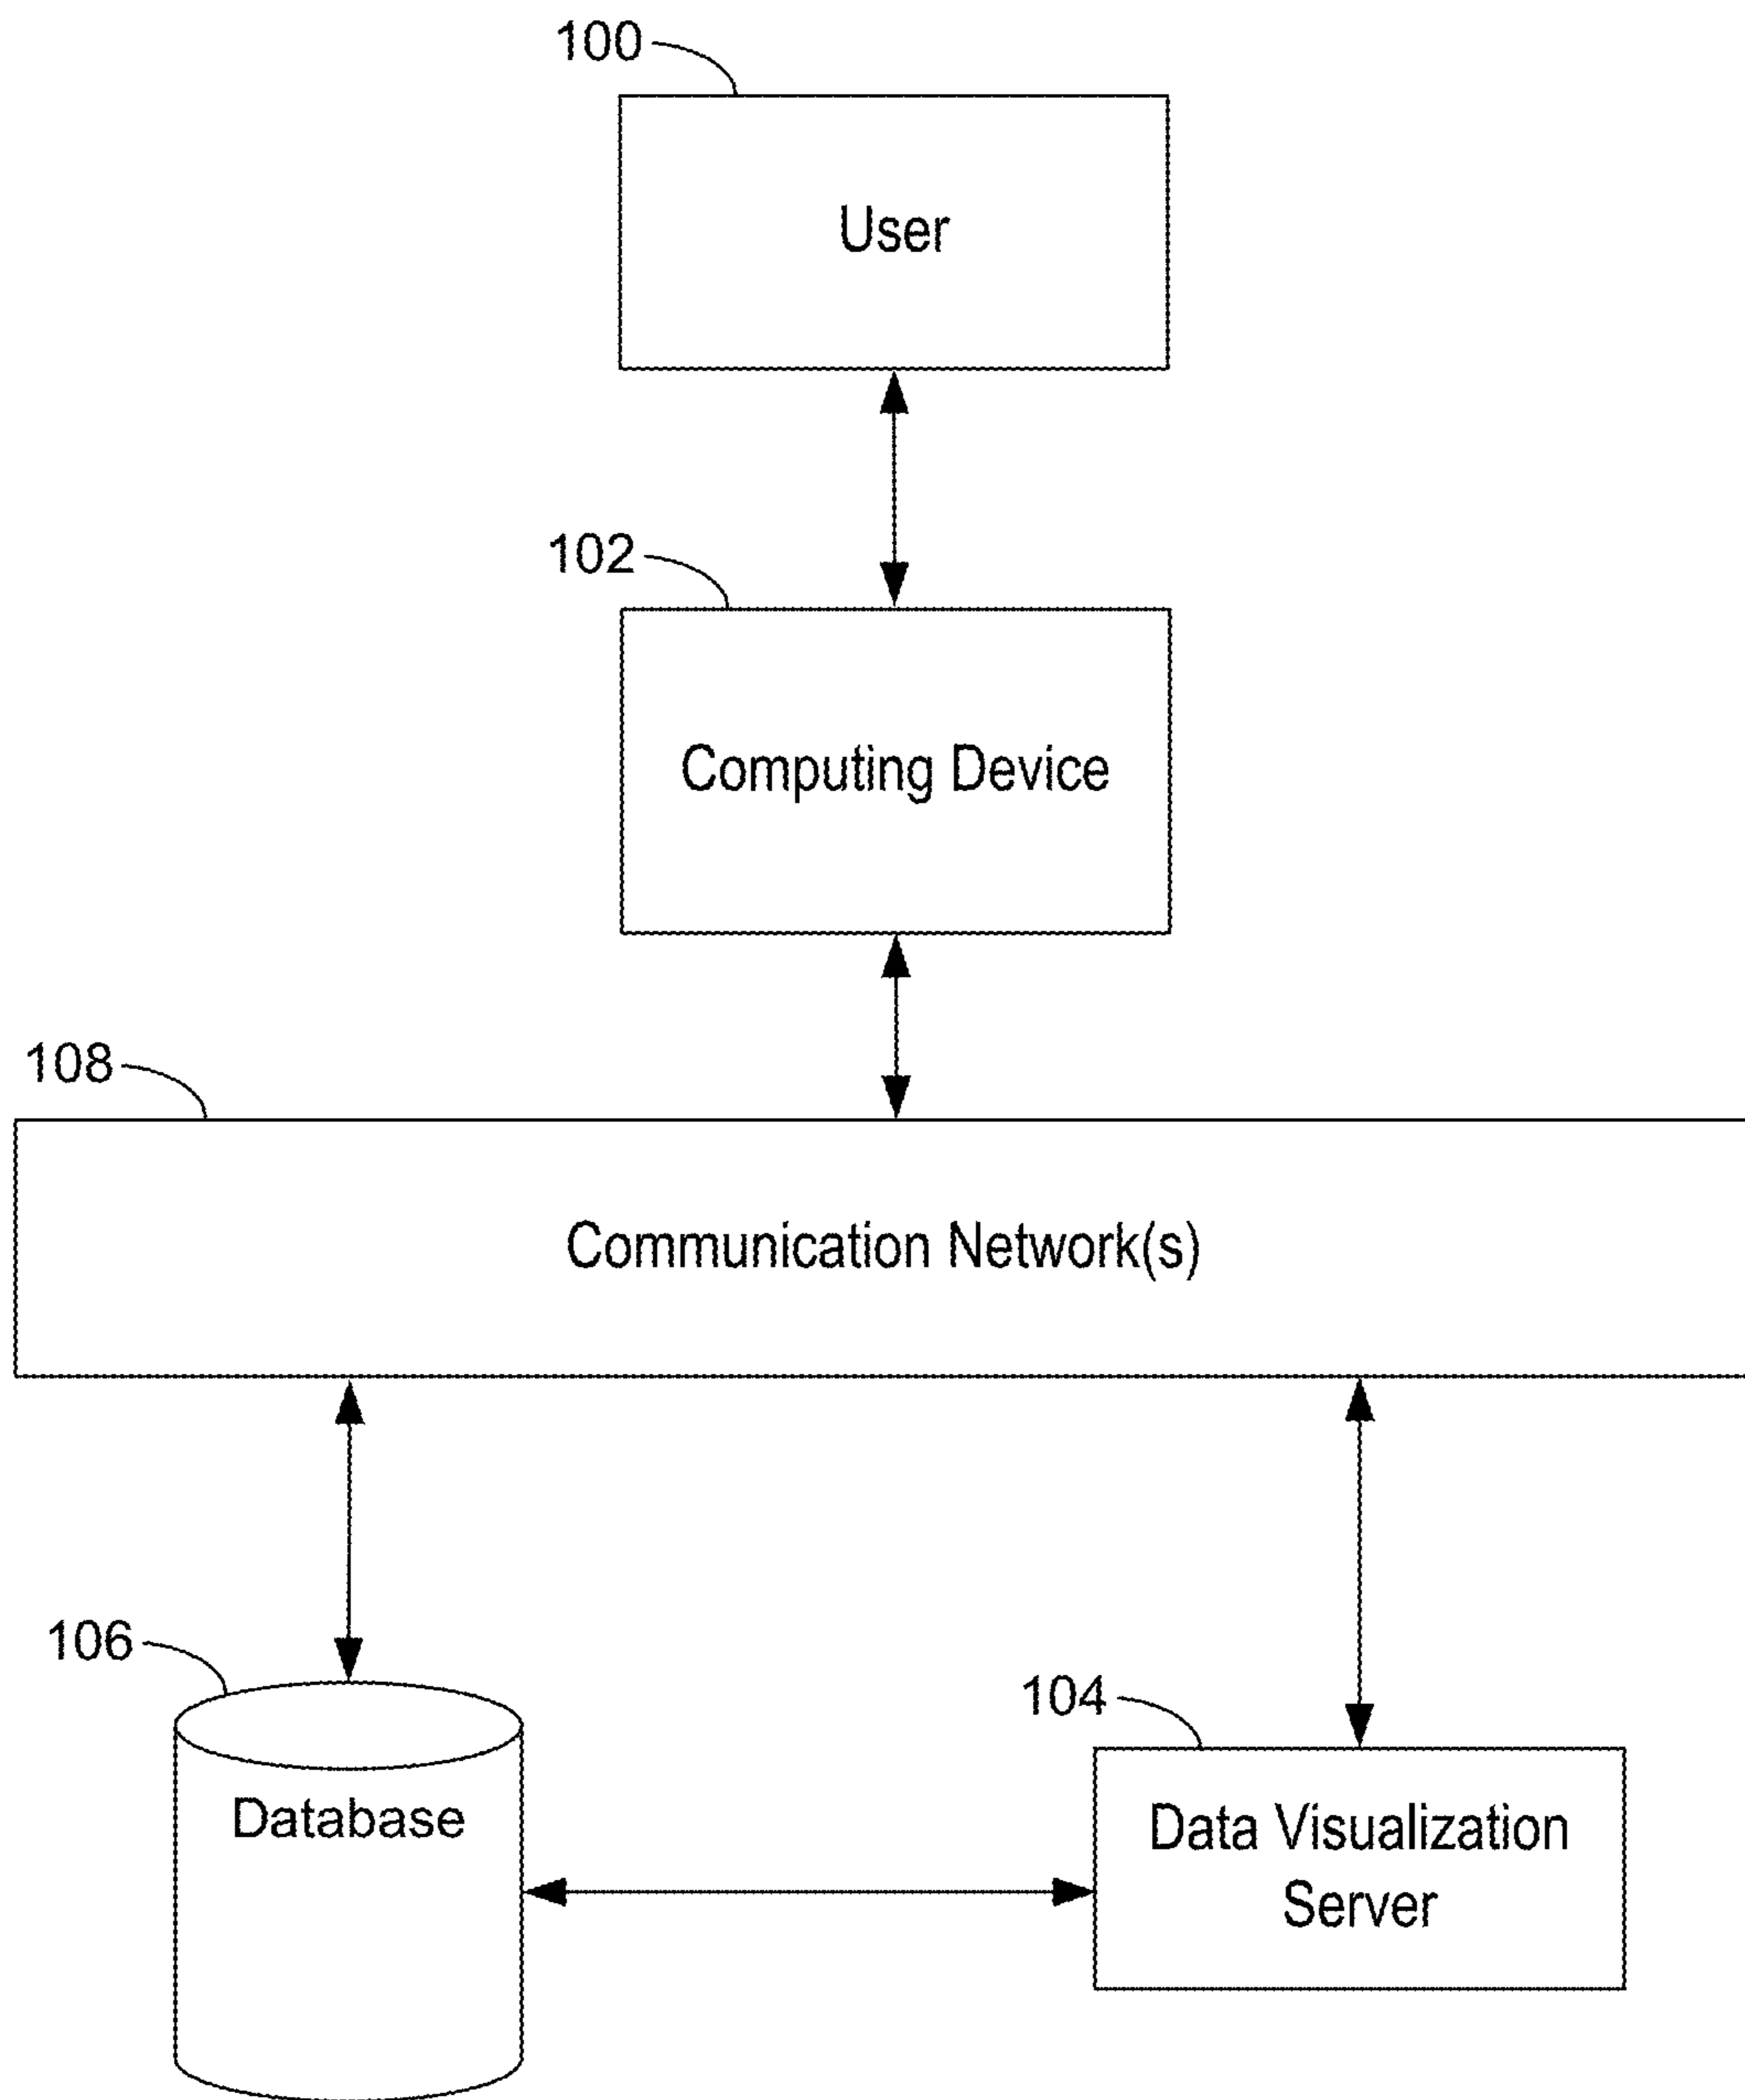 100
User
102
Computing Device
108
Communication Network(s)
106
Database
104
Data Visualization
Server